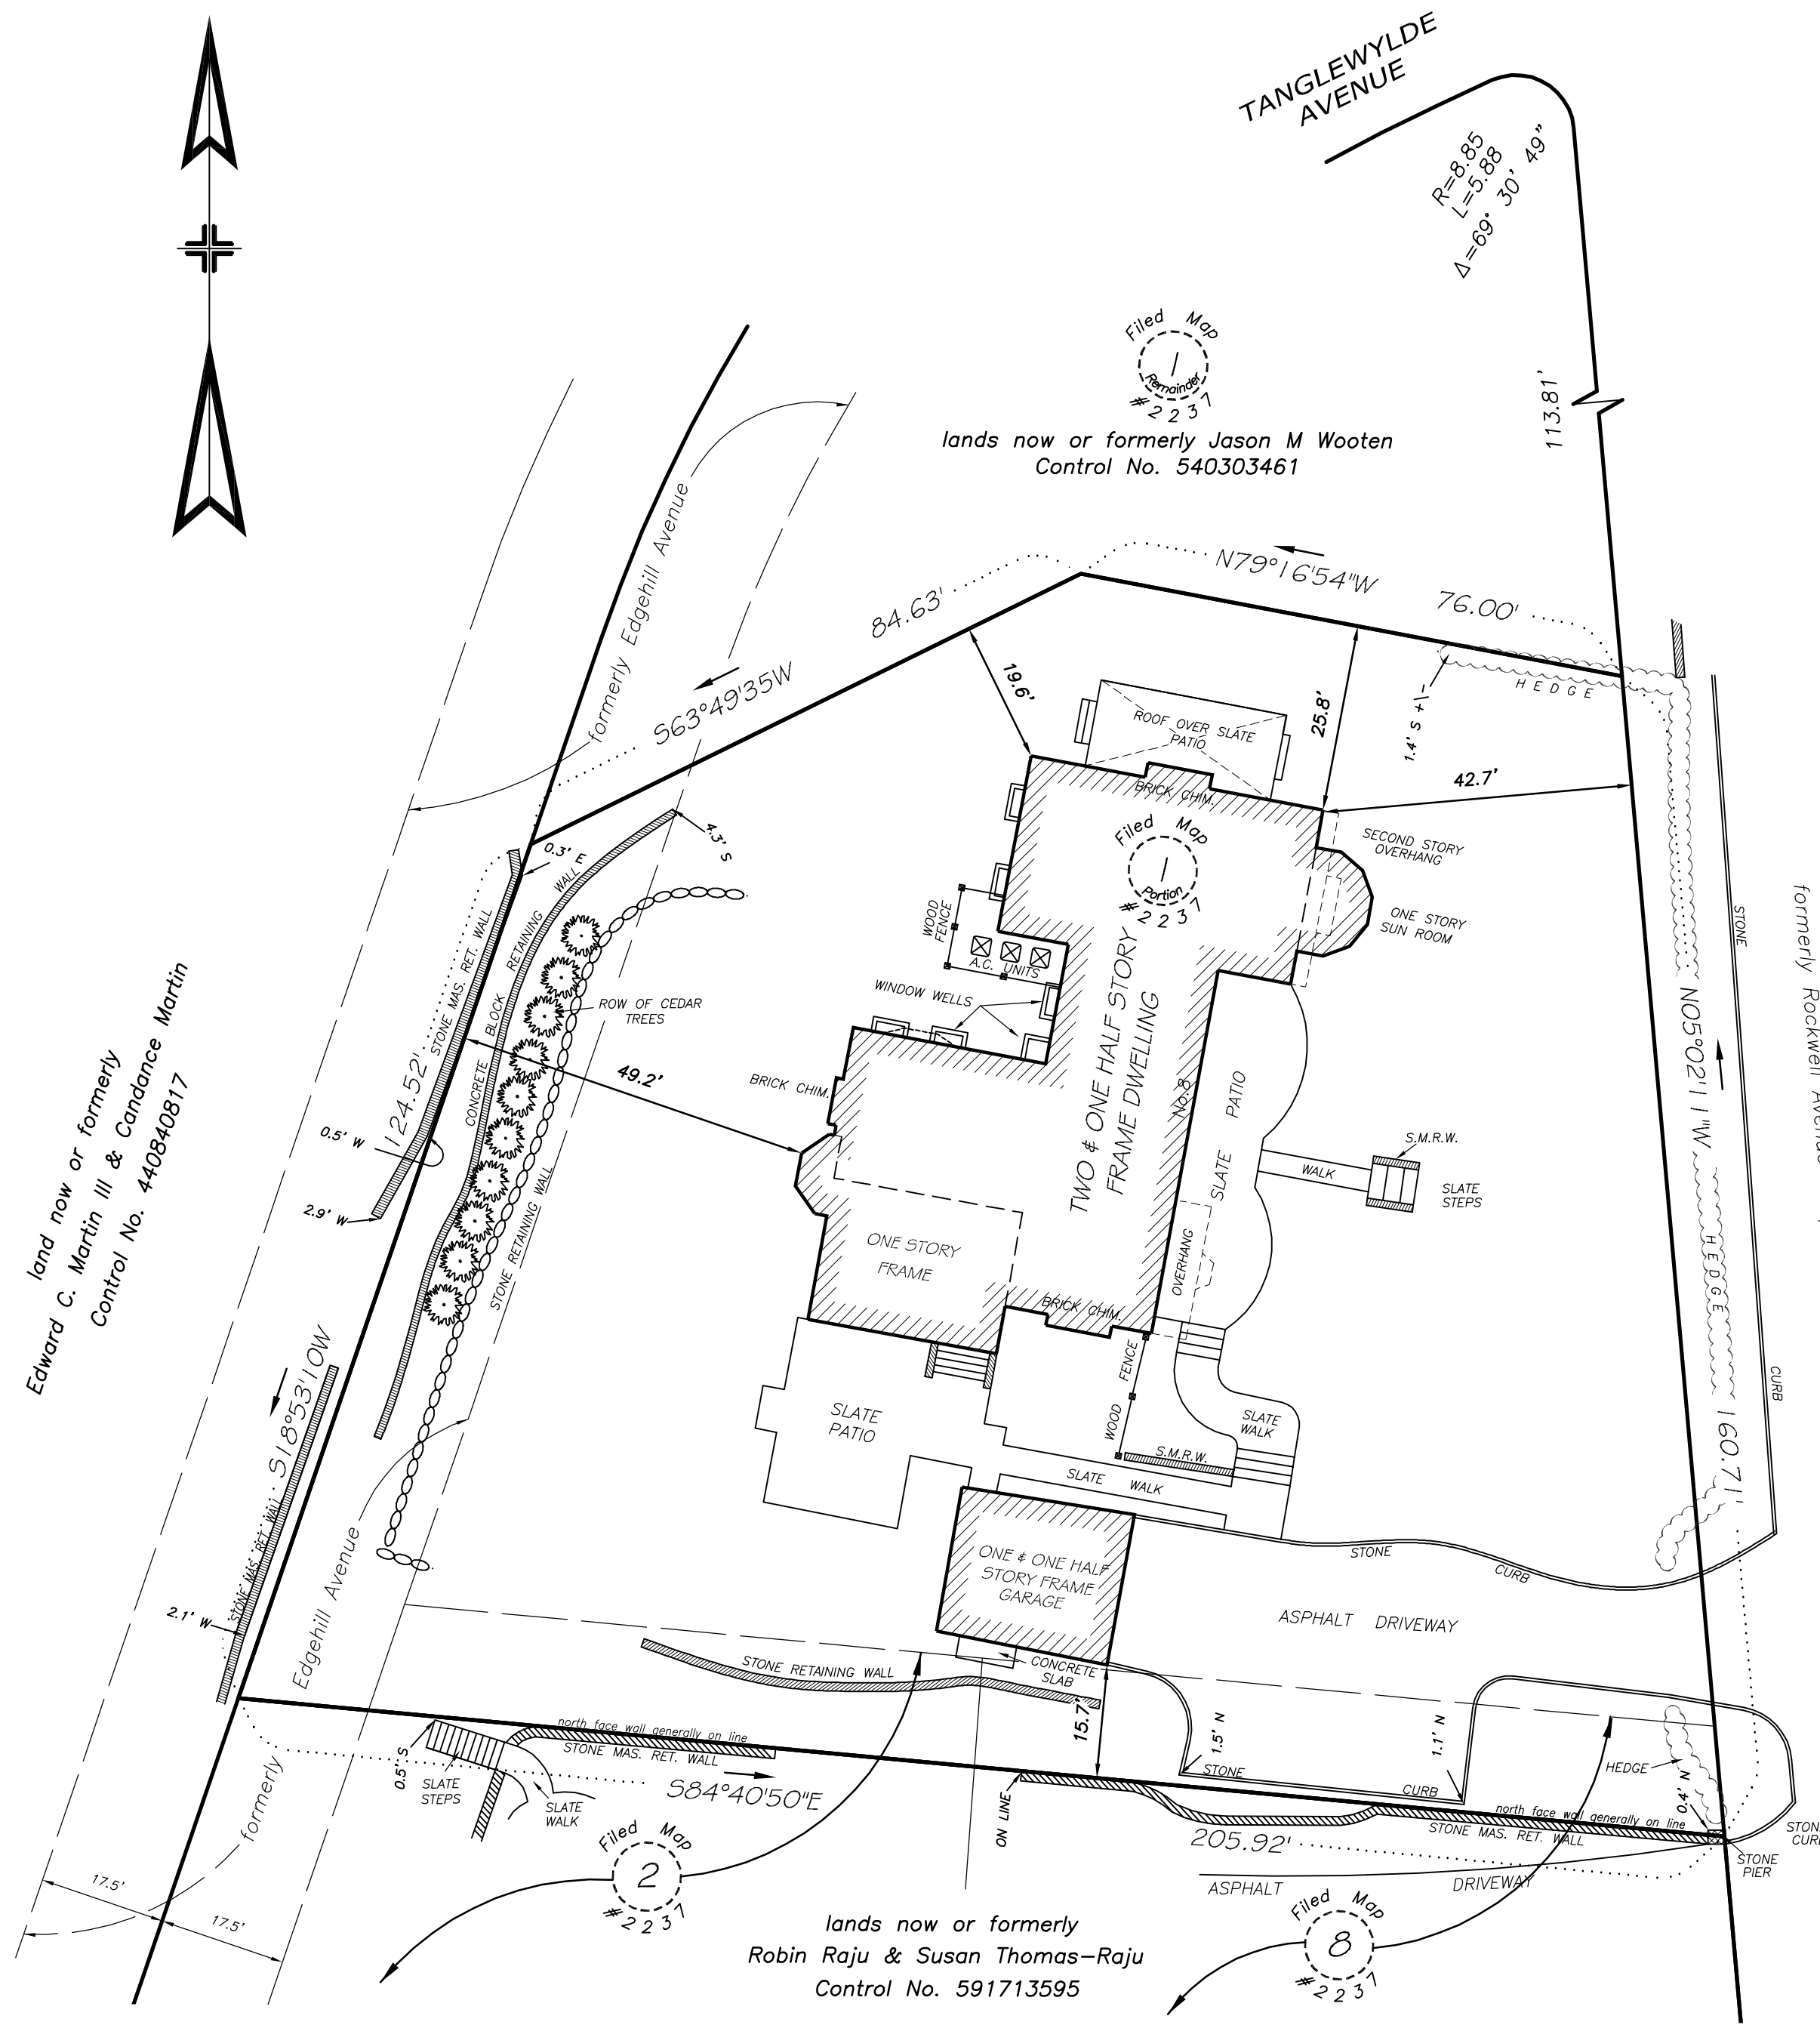 TANGLEWYLDE
AVENUE
R=8.85
L=5.88
Δ=69° 30' 49"
113.81'
Filed Map
1
Remainder
#2237
lands now or formerly Jason M Wooten
Control No. 540303461
formerly Edgehill Avenue
N79°16'54"W
76.00'
84.63'
S63°49'35W
19.6'
25.8'
1.4' S +\-
HEDGE
42.7'
ROOF OVER SLATE
PATIO
BRICK CHIM.
Filed Map
1
Portion
#2237
SECOND STORY
OVERHANG
ONE STORY
SUN ROOM
STONE
formerly Rockwell Avenue
4.3' S
0.3' E
CONCRETE BLOCK RETAINING WALL
STONE MAS. RET. WALL
WOOD
FENCE
A.C. UNITS
WINDOW WELLS
ROW OF CEDAR
TREES
49.2'
BRICK CHIM.
TWO & ONE HALF STORY
FRAME DWELLING
No.8
SLATE PATIO
WALK
S.M.R.W.
SLATE
STEPS
N05°02'11"W
HEDGE
160.71'
CURB
land now or formerly
Edward C. Martin III & Candance Martin
Control No. 440840817
124.52'
0.5' W
2.9' W
STONE RETAINING WALL
ONE STORY
FRAME
OVERHANG
BRICK CHIM.
S18°53'10W
STONE MAS. RET. WALL
2.1' W
SLATE
PATIO
WOOD FENCE
SLATE
WALK
S.M.R.W.
SLATE WALK
Edgehill Avenue
formerly
ONE & ONE HALF
STORY FRAME
GARAGE
STONE CURB
ASPHALT DRIVEWAY
STONE RETAINING WALL
CONCRETE
SLAB
15.7'
1.5' N
1.1' N
STONE CURB
HEDGE
0.4' N
north face wall generally on line
STONE MAS. RET. WALL
0.5' S
SLATE
STEPS
SLATE
WALK
S84°40'50"E
ON LINE
north face wall generally on line
STONE MAS. RET. WALL
205.92'
STONE
PIER
ASPHALT DRIVEWAY
17.5'
17.5'
Filed Map
2
#2237
Filed Map
8
#2237
lands now or formerly
Robin Raju & Susan Thomas-Raju
Control No. 591713595